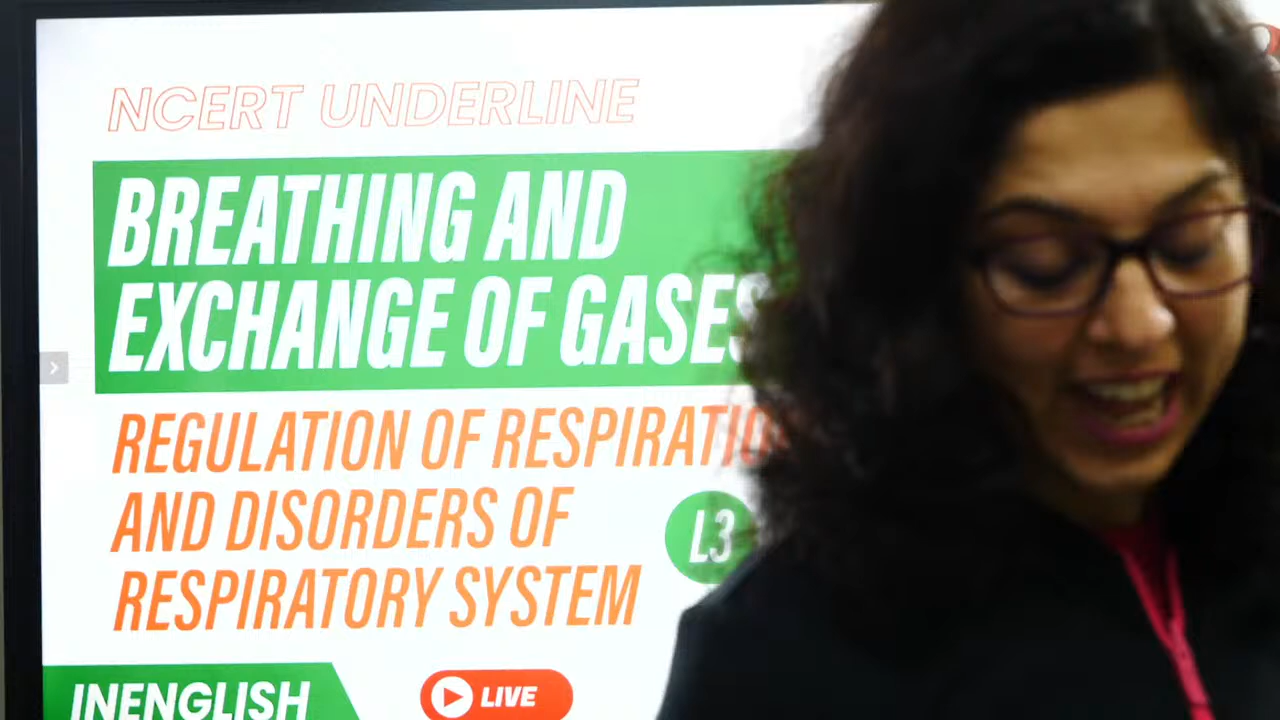 NCERT UNDERLINE
BREATHING AND
EXCHANGE OF GASES
REGULATION OF RESPIRATIO
AND DISORDERS OF
L3
RESPIRATORY SYSTEM
INENGLISH
LIVE